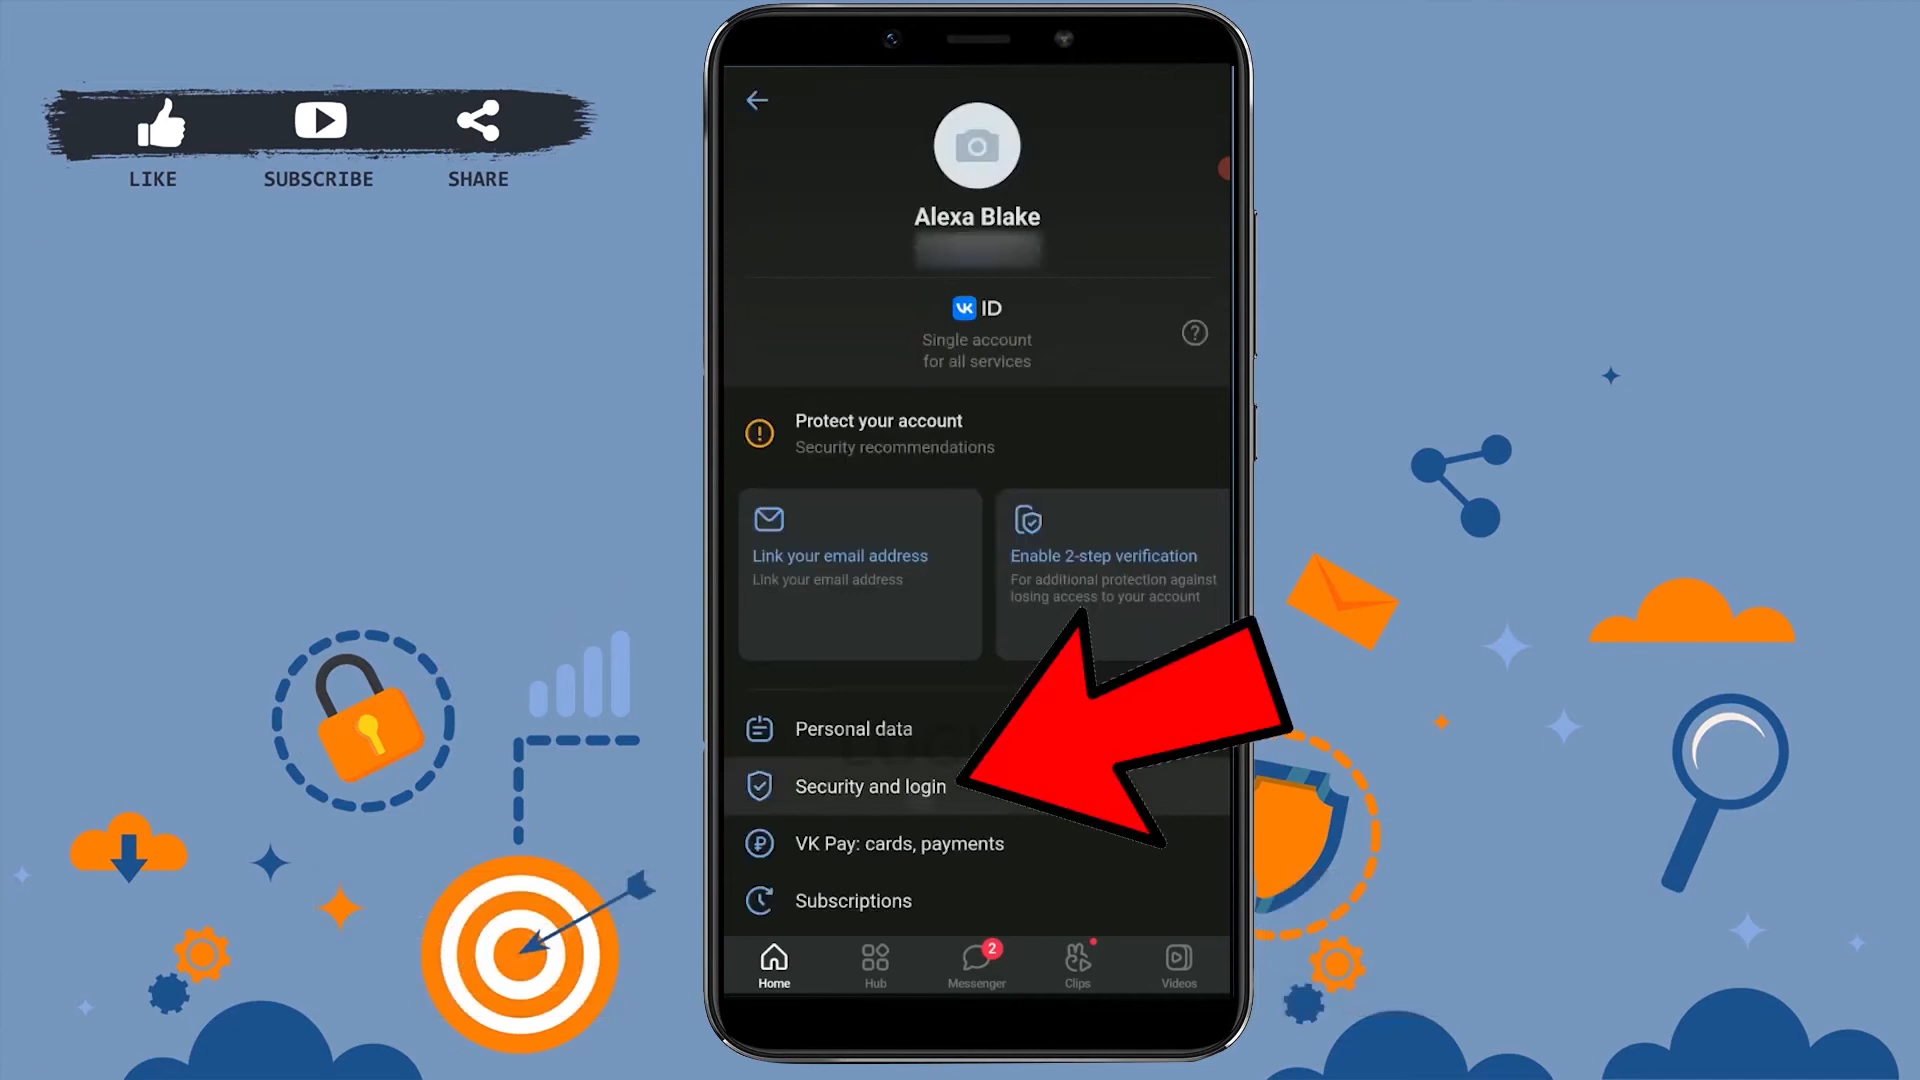 LIKE
SUBSCRIBE
SHARE
Alexa Blake
VK ID
Single account
for all services
?
Protect your account
Security recommendations
Link your email address
Link your email address
Enable 2-step verification
For additional protection against
losing access to your account
Personal data
Security and login
VK Pay: cards, payments
Subscriptions
2
Home
Hub
Messenger
Clips
Videos